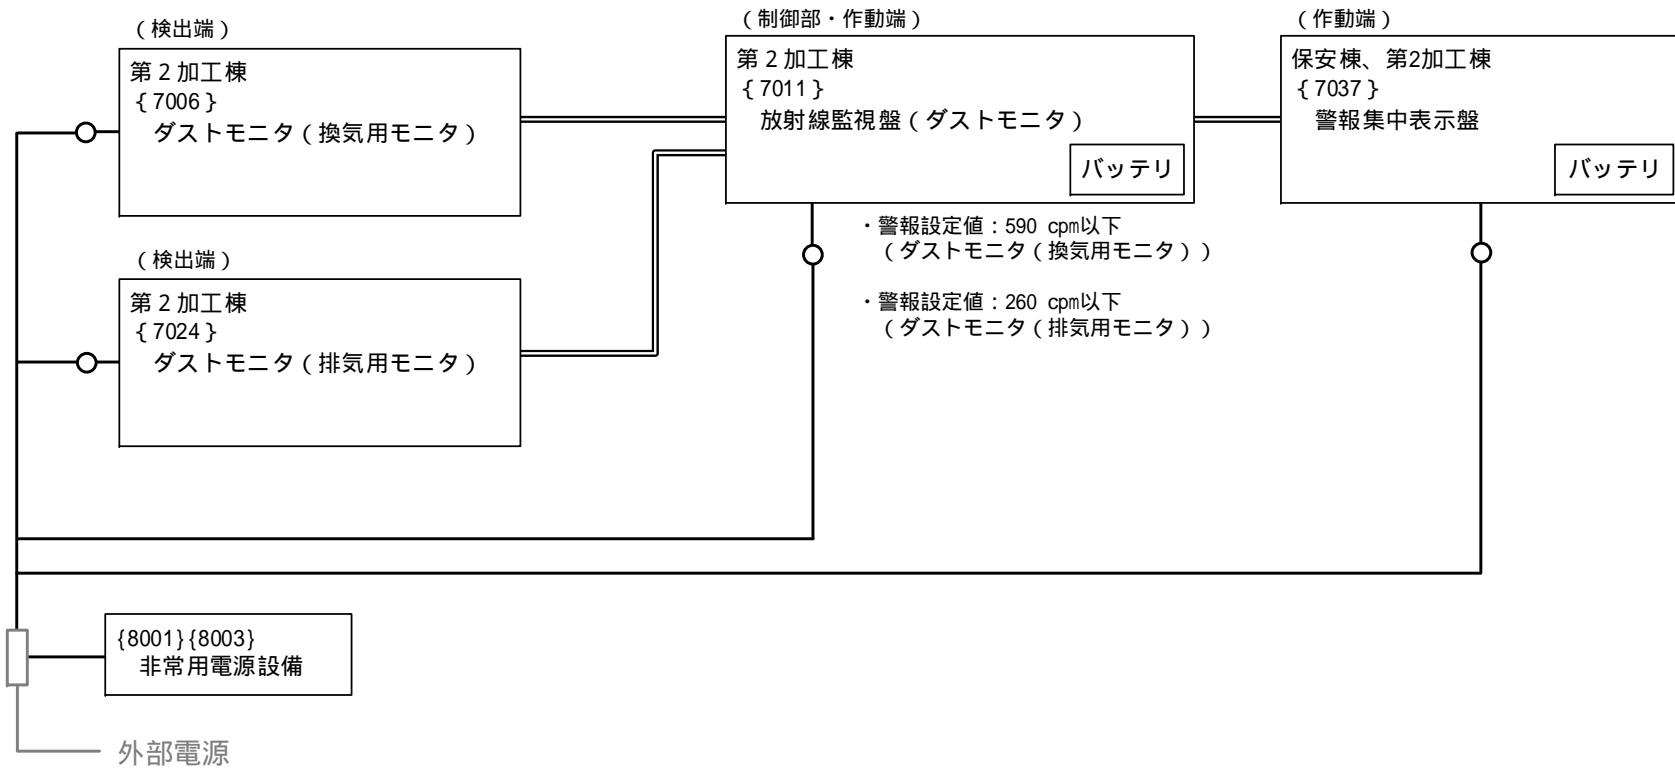 （検出端）
第２加工棟
｛7006｝
ダストモニタ（換気用モニタ）
（検出端）
第２加工棟
｛7024｝
ダストモニタ（排気用モニタ）
（制御部・作動端）
第２加工棟
｛7011｝
放射線監視盤（ダストモニタ）
バッテリ
・警報設定値：590 cpm以下
（ダストモニタ（換気用モニタ））
・警報設定値：260 cpm以下
（ダストモニタ（排気用モニタ））
（作動端）
保安棟、第2加工棟
｛7037｝
警報集中表示盤
バッテリ
{8001}{8003}
非常用電源設備
外部電源